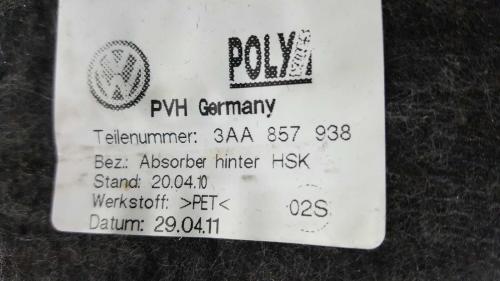 POLY
PVH Germany
Teilenummer: 3AA 857 938
Bez.: Absorber hinter HSK
Stand: 20.04.10
Werkstoff: >PET< 02S
Datum: 29.04.11